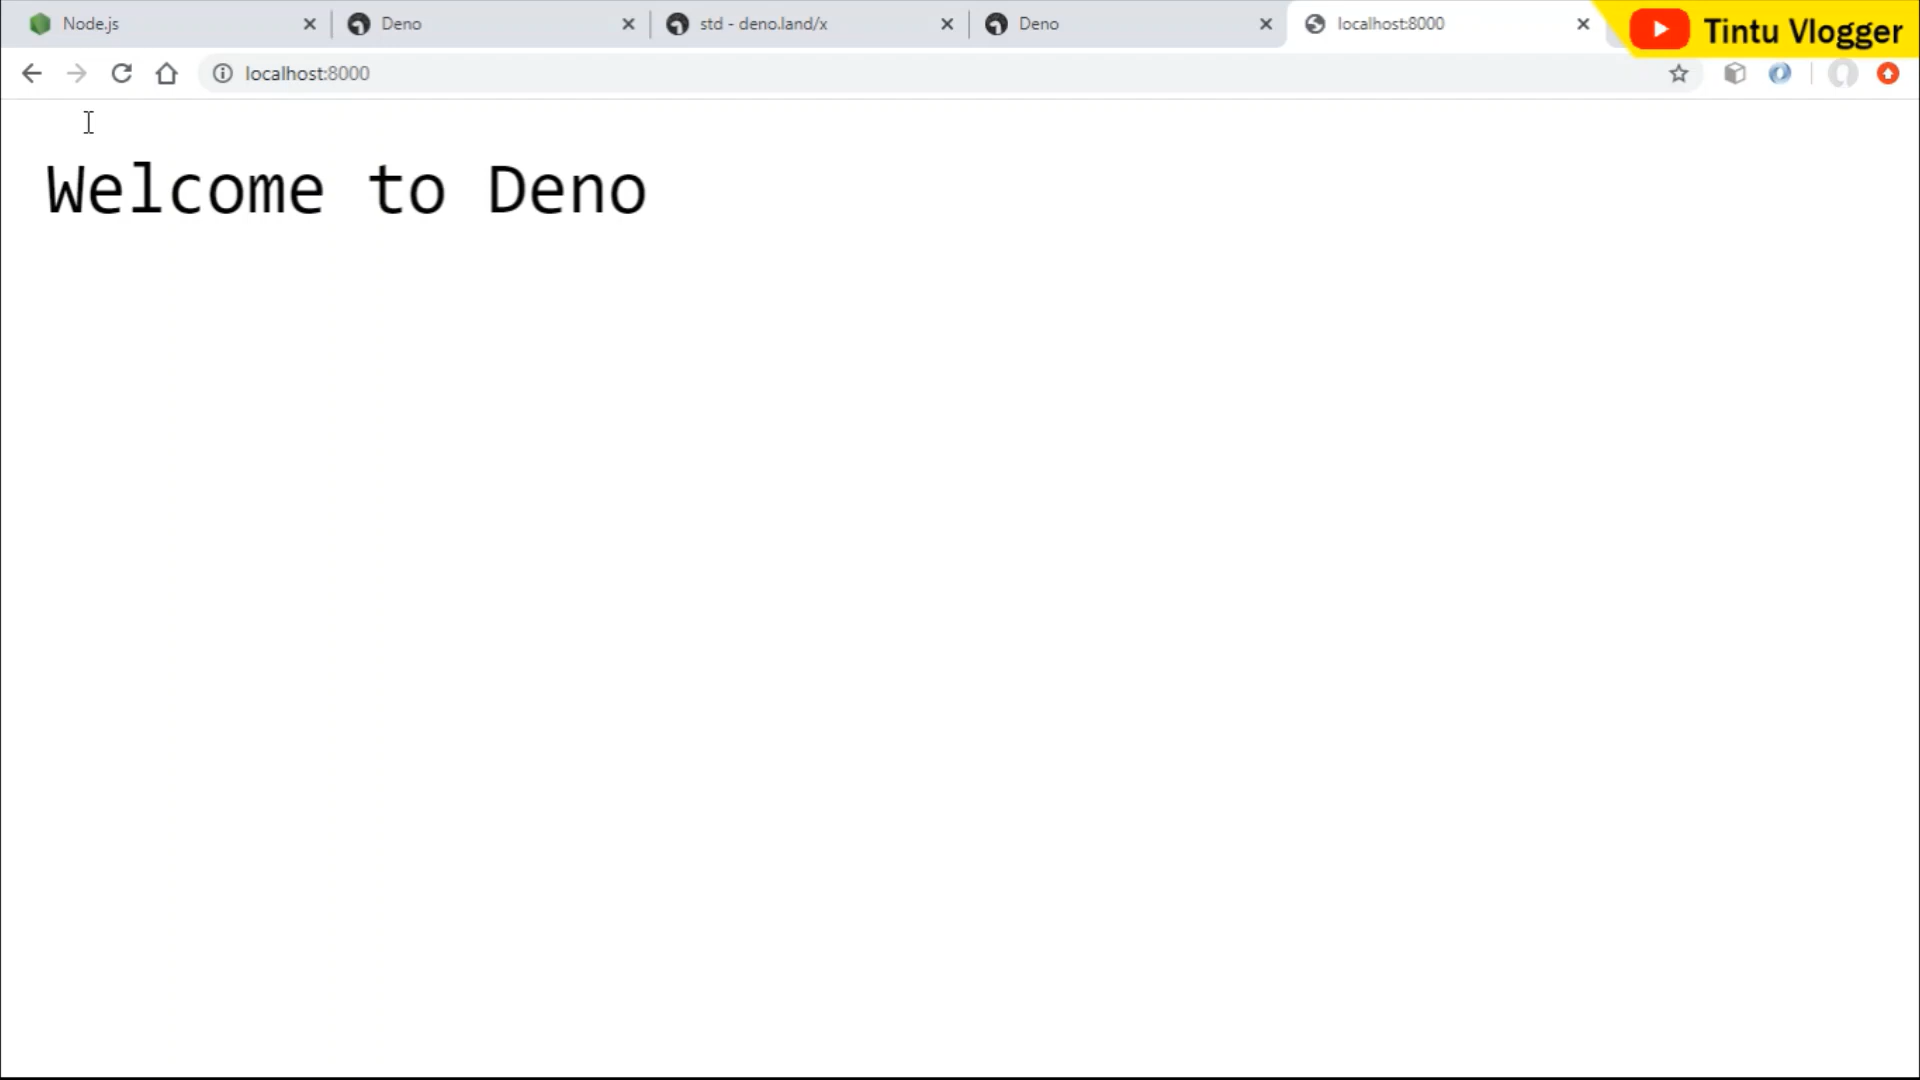 Node.js
Deno
std - deno.land/x
Deno
localhost:8000
Tintu Vlogger
localhost:8000
Welcome to Deno